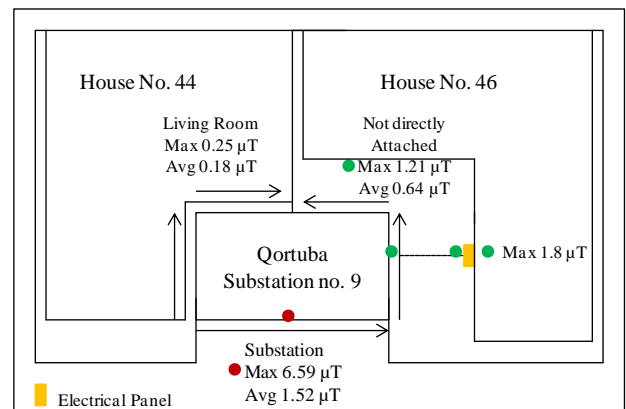 House No. 44
House No. 46
Living Room
Max 0.25 µT
Avg 0.18 µT
Not directly
Attached
Max 1.21 µT
Avg 0.64 µT
Qortuba
Substation no. 9
Max 1.8 µT
Substation
Max 6.59 µT
Avg 1.52 µT
Electrical Panel